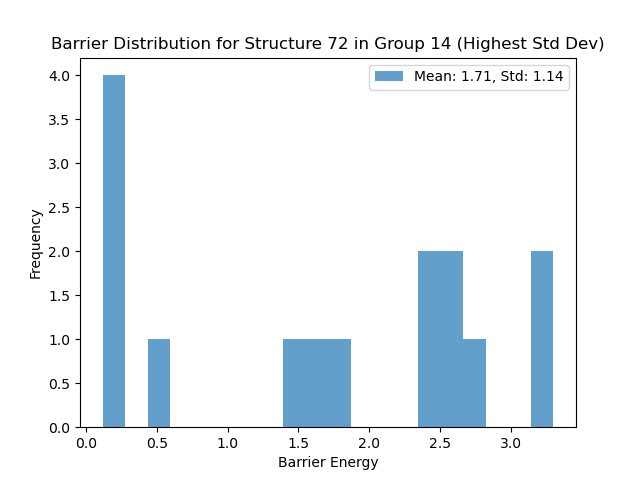 Barrier Distribution for Structure 72 in Group 14 (Highest Std Dev)
Mean: 1.71, Std: 1.14
4.0
3.5
3.0
2.5
2.0
1.5
1.0
0.5
0.0
Frequency
0.0 0.5 1.0 1.5 2.0 2.5 3.0
Barrier Energy